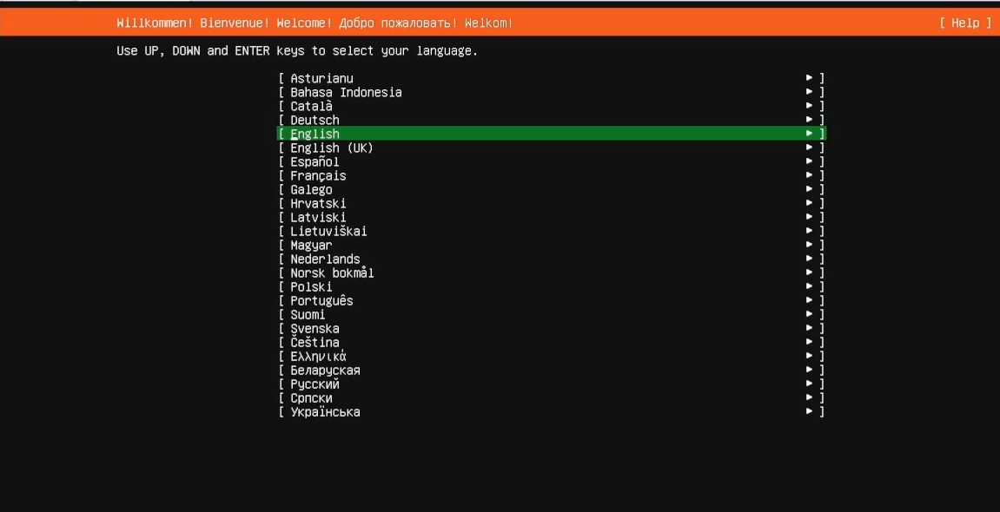 Willkommen! Bienvenue! Welcome! Добро пожаловать! Welkom! [ Help ]
Use UP, DOWN and ENTER keys to select your language.
[ Asturianu ► ]
[ Bahasa Indonesia ► ]
[ Català ► ]
[ Deutsch ► ]
[ English ► ]
[ English (UK) ► ]
[ Español ► ]
[ Français ► ]
[ Galego ► ]
[ Hrvatski ► ]
[ Latviski ► ]
[ Lietuviškai ► ]
[ Magyar ► ]
[ Nederlands ► ]
[ Norsk bokmål ► ]
[ Polski ► ]
[ Português ► ]
[ Suomi ► ]
[ Svenska ► ]
[ Čeština ► ]
[ Ελληνικά ► ]
[ Беларуская ► ]
[ Русский ► ]
[ Српски ► ]
[ Українська ► ]